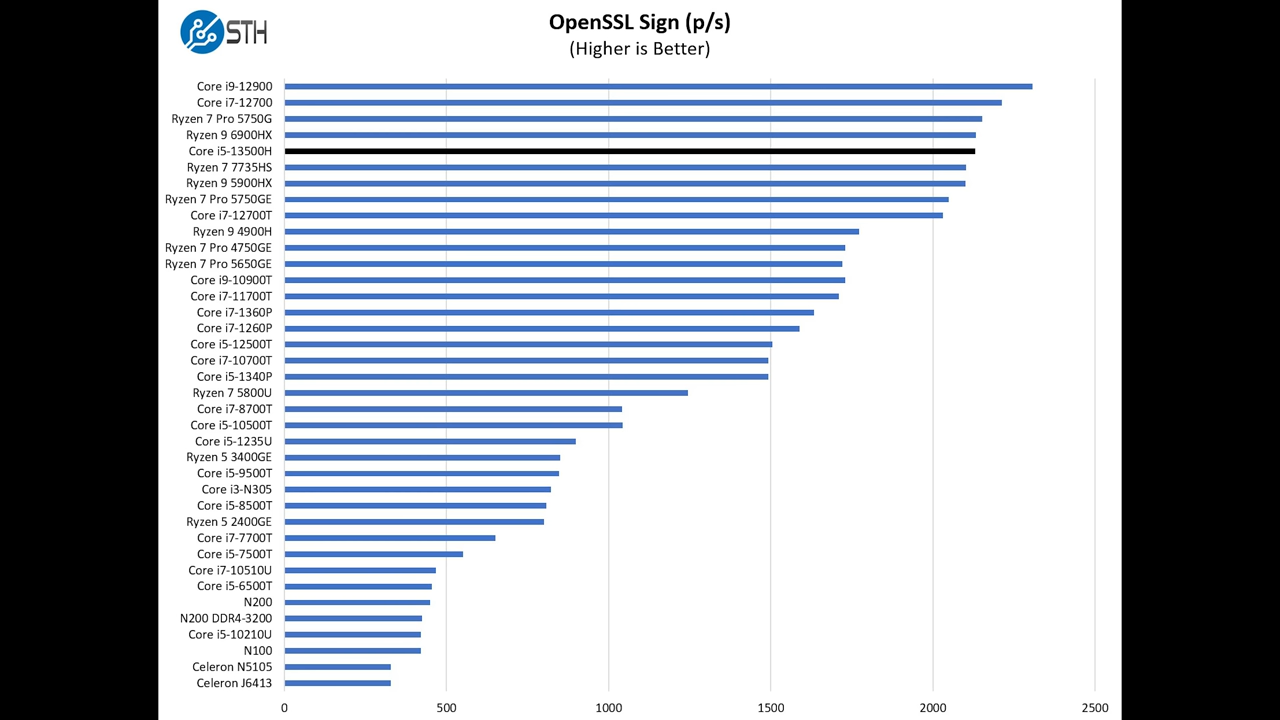 STH
OpenSSL Sign (p/s)
(Higher is Better)
Core i9-12900
Core i7-12700
Ryzen 7 Pro 5750G
Ryzen 9 6900HX
Core i5-13500H
Ryzen 7 7735HS
Ryzen 9 5900HX
Ryzen 7 Pro 5750GE
Core i7-12700T
Ryzen 9 4900H
Ryzen 7 Pro 4750GE
Ryzen 7 Pro 5650GE
Core i9-10900T
Core i7-11700T
Core i7-1360P
Core i7-1260P
Core i5-12500T
Core i7-10700T
Core i5-1340P
Ryzen 7 5800U
Core i7-8700T
Core i5-10500T
Core i5-1235U
Ryzen 5 3400GE
Core i5-9500T
Core i3-N305
Core i5-8500T
Ryzen 5 2400GE
Core i7-7700T
Core i5-7500T
Core i7-10510U
Core i5-6500T
N200
N200 DDR4-3200
Core i5-10210U
N100
Celeron N5105
Celeron J6413
0 500 1000 1500 2000 2500